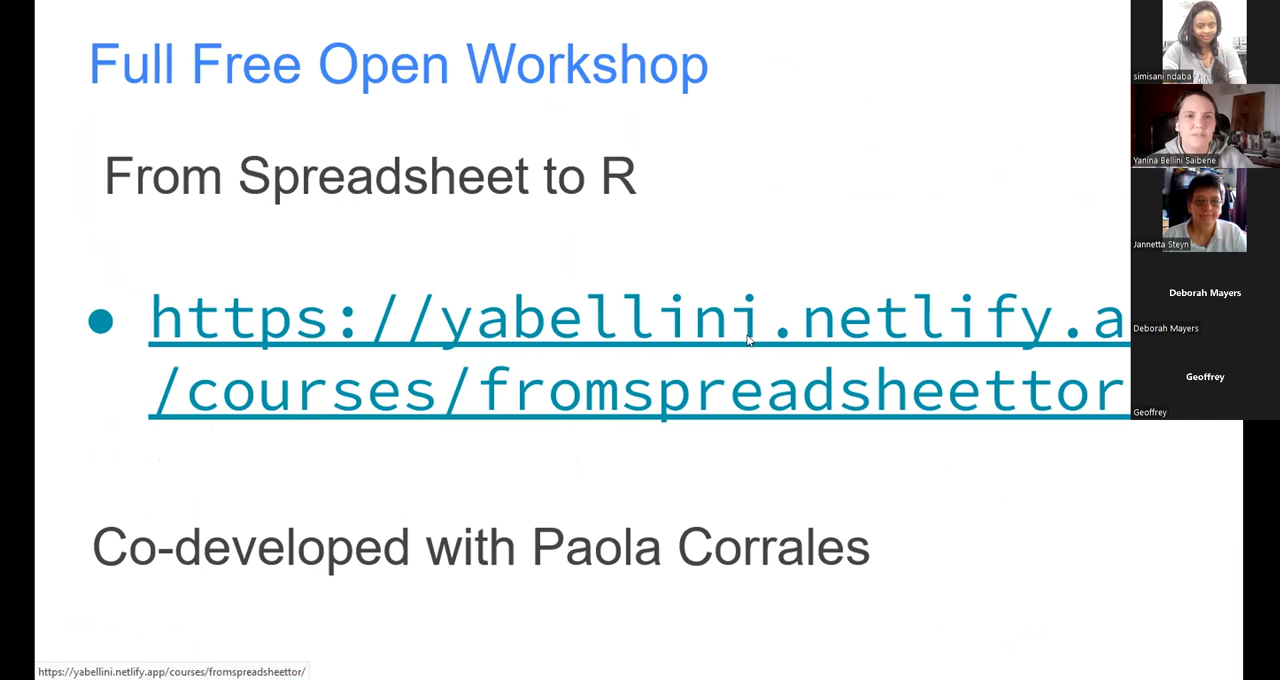 Full Free Open Workshop
From Spreadsheet to R
● https://yabellini.netlify.a
/courses/fromspreadsheettor
Co-developed with Paola Corrales
https://yabellini.netlify.app/courses/fromspreadsheettor/
simisani ndaba
Yanina Bellini Saibene
Jannetta Steyn
Deborah Mayers
Deborah Mayers
Geoffrey
Geoffrey